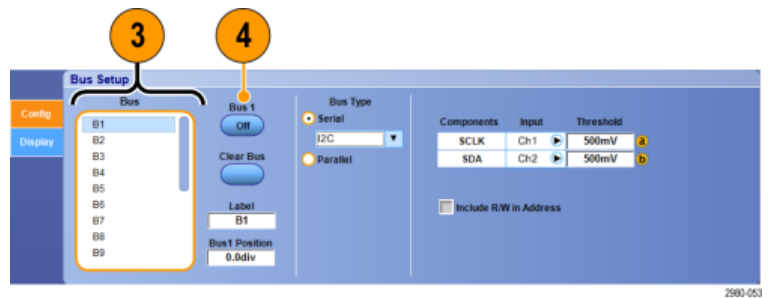 3
4
Bus Setup
Config
Display
Bus
B1
B2
B3
B4
B5
B6
B7
B8
B9
Bus 1
Off
Clear Bus
Label
B1
Bus1 Position
0.0div
Bus Type
Serial
I2C
Parallel
Components Input Threshold
SCLK Ch1 500mV a
SDA Ch2 500mV b
Include R/W in Address
2980-053